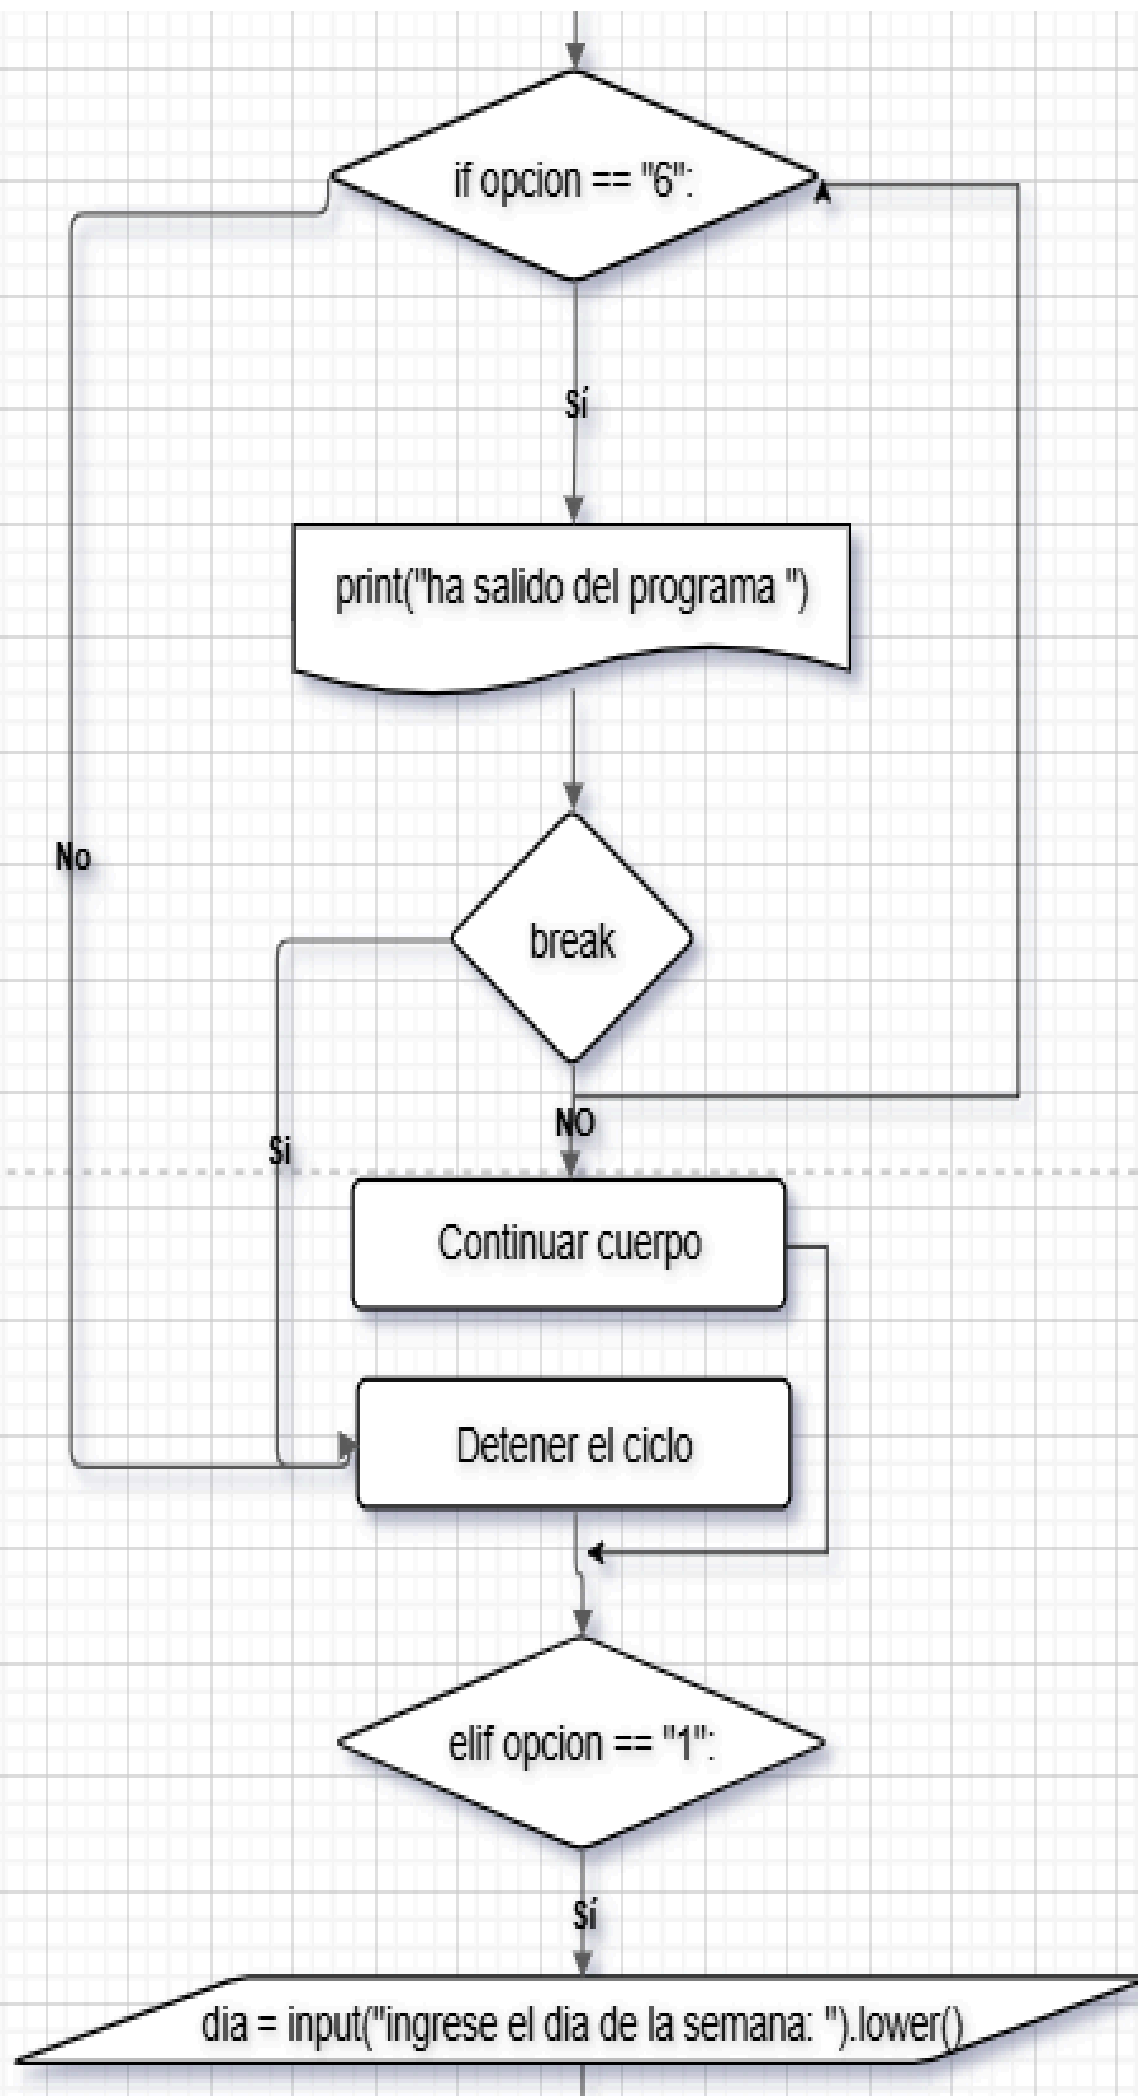 if opcion == "6":
Sí
print("ha salido del programa ")
No
break
NO
Si
Continuar cuerpo
Detener el ciclo
elif opcion == "1":
Sí
dia = input("ingrese el dia de la semana: ").lower()